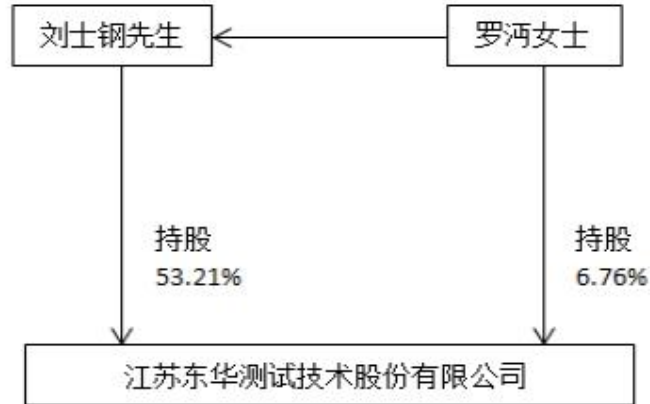 刘士钢先生
罗沔女士
持股
53.21%
持股
6.76%
江苏东华测试技术股份有限公司